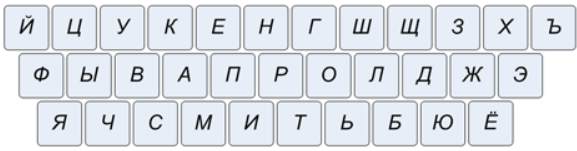 Й Ц У К Е Н Г Ш Щ З Х Ъ
Ф Ы В А П Р О Л Д Ж Э
Я Ч С М И Т Ь Б Ю Ё